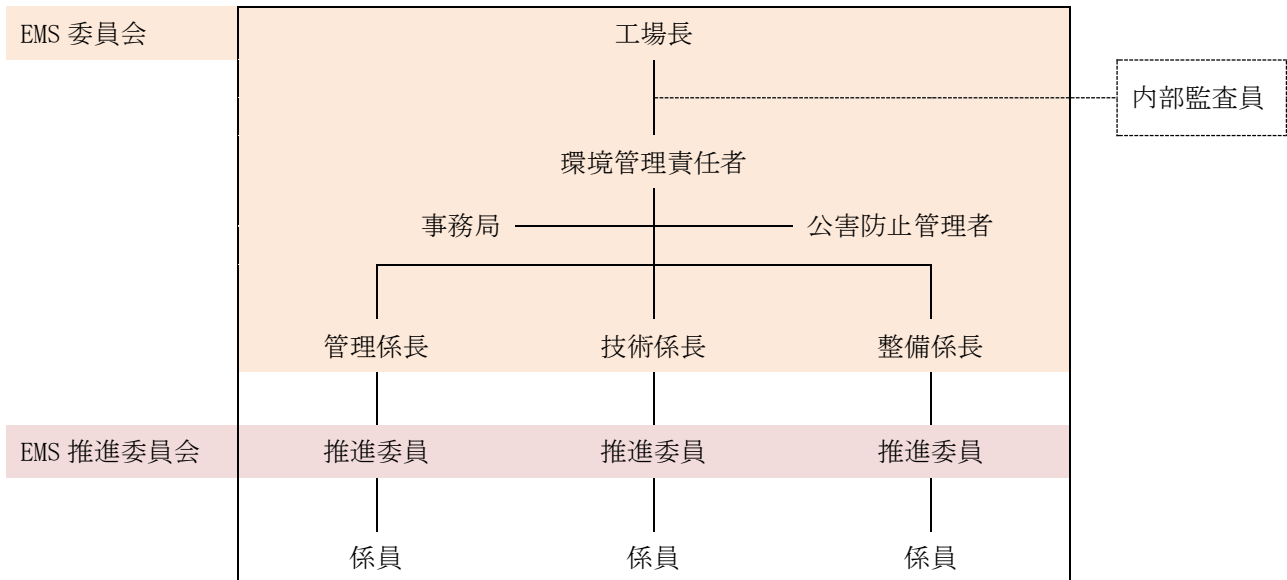 EMS 委員会
工場長
内部監査員
環境管理責任者
事務局
公害防止管理者
管理係長
技術係長
整備係長
EMS 推進委員会
推進委員
推進委員
推進委員
係員
係員
係員